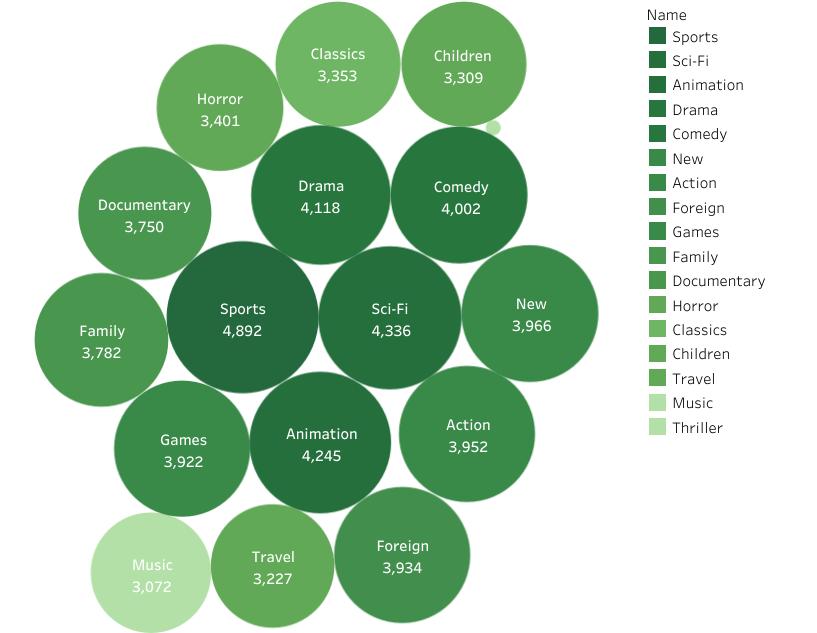 Classics
3,353
Children
3,309
Horror
3,401
Drama
4,118
Comedy
4,002
Documentary
3,750
Sports
4,892
Sci-Fi
4,336
New
3,966
Family
3,782
Games
3,922
Animation
4,245
Action
3,952
Music
3,072
Travel
3,227
Foreign
3,934
Name
Sports
Sci-Fi
Animation
Drama
Comedy
New
Action
Foreign
Games
Family
Documentary
Horror
Classics
Children
Travel
Music
Thriller